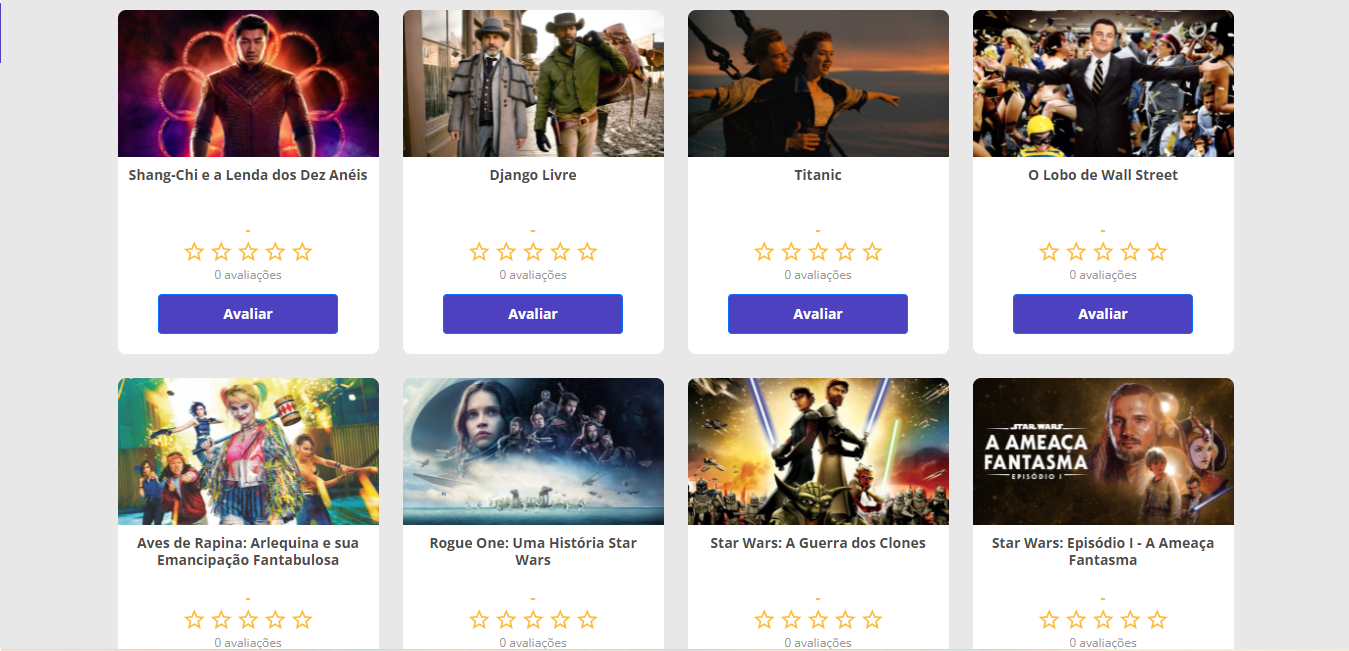 Shang-Chi e a Lenda dos Dez Anéis
-
0 avaliações
Avaliar
Django Livre
-
0 avaliações
Avaliar
Titanic
-
0 avaliações
Avaliar
O Lobo de Wall Street
-
0 avaliações
Avaliar
Aves de Rapina: Arlequina e sua
Emancipação Fantabulosa
-
0 avaliações
Rogue One: Uma História Star
Wars
-
0 avaliações
Star Wars: A Guerra dos Clones
-
0 avaliações
STAR WARS
A AMEAÇA
FANTASMA
EPISÓDIO I
Star Wars: Episódio I - A Ameaça
Fantasma
-
0 avaliações